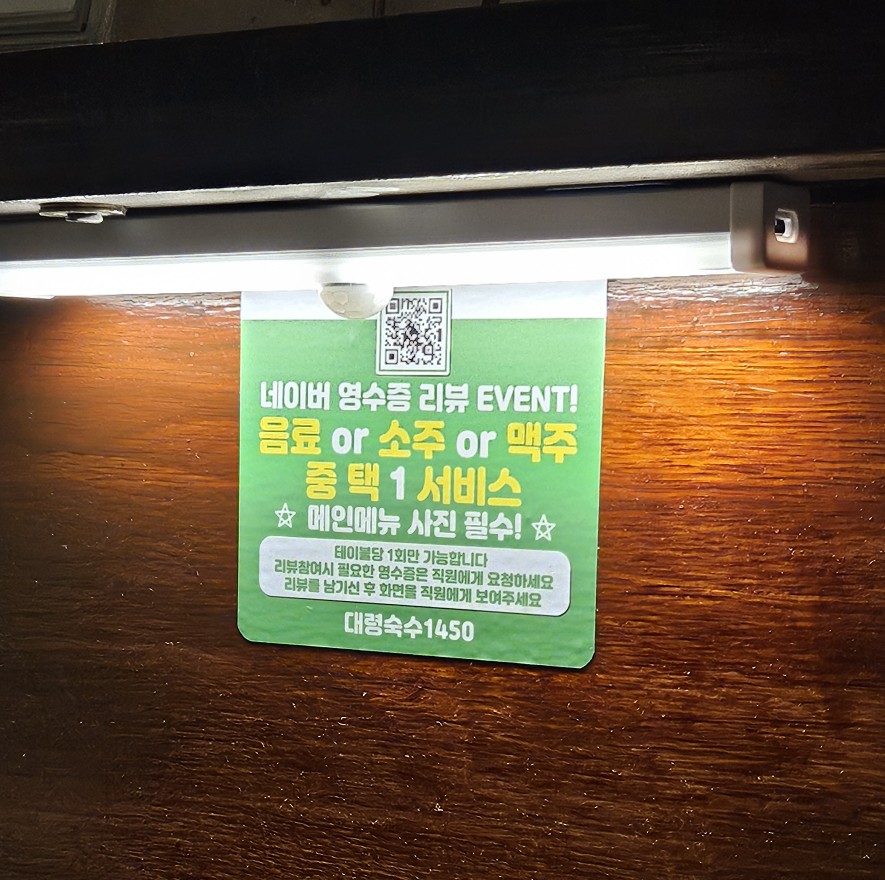 네이버 영수증 리뷰 EVENT!
음료 or 소주 or 맥주
중 택 1 서비스
☆ 메인메뉴 사진 필수! ☆
테이블당 1회만 가능합니다
리뷰참여시 필요한 영수증은 직원에게 요청하세요
리뷰를 남기신 후 화면을 직원에게 보여주세요
대령숙수1450